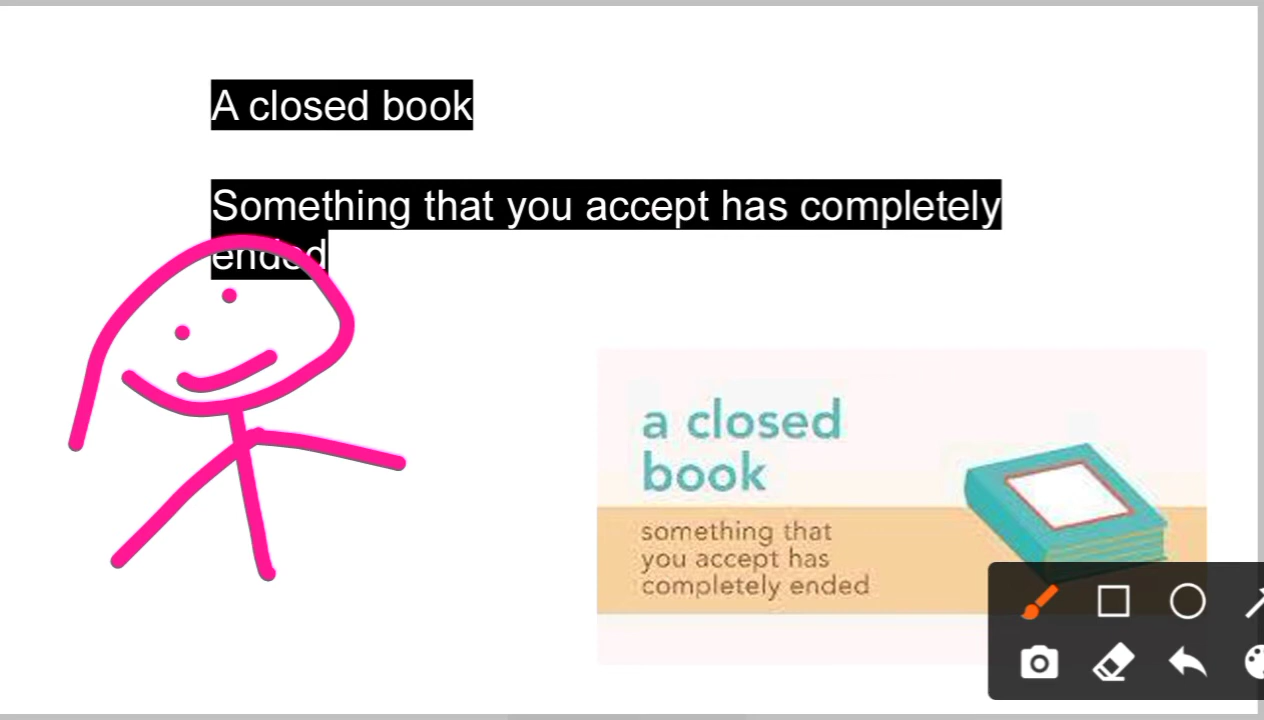 A closed book
Something that you accept has completely
ended
a closed
book
something that
you accept has
completely ended